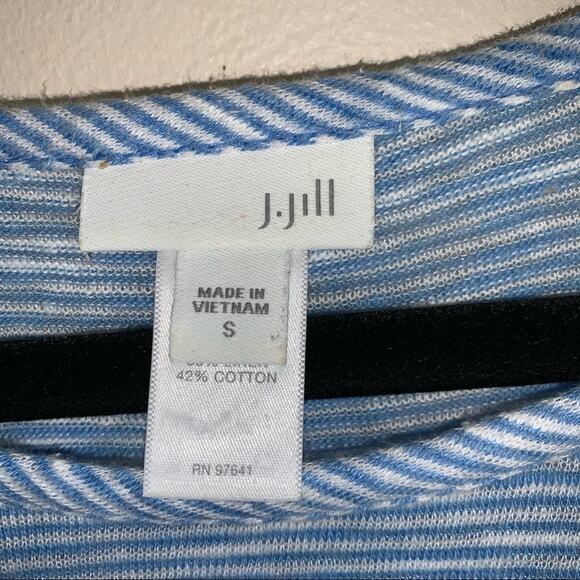 J.Jill
MADE IN
VIETNAM
S
42% COTTON
RN 97641